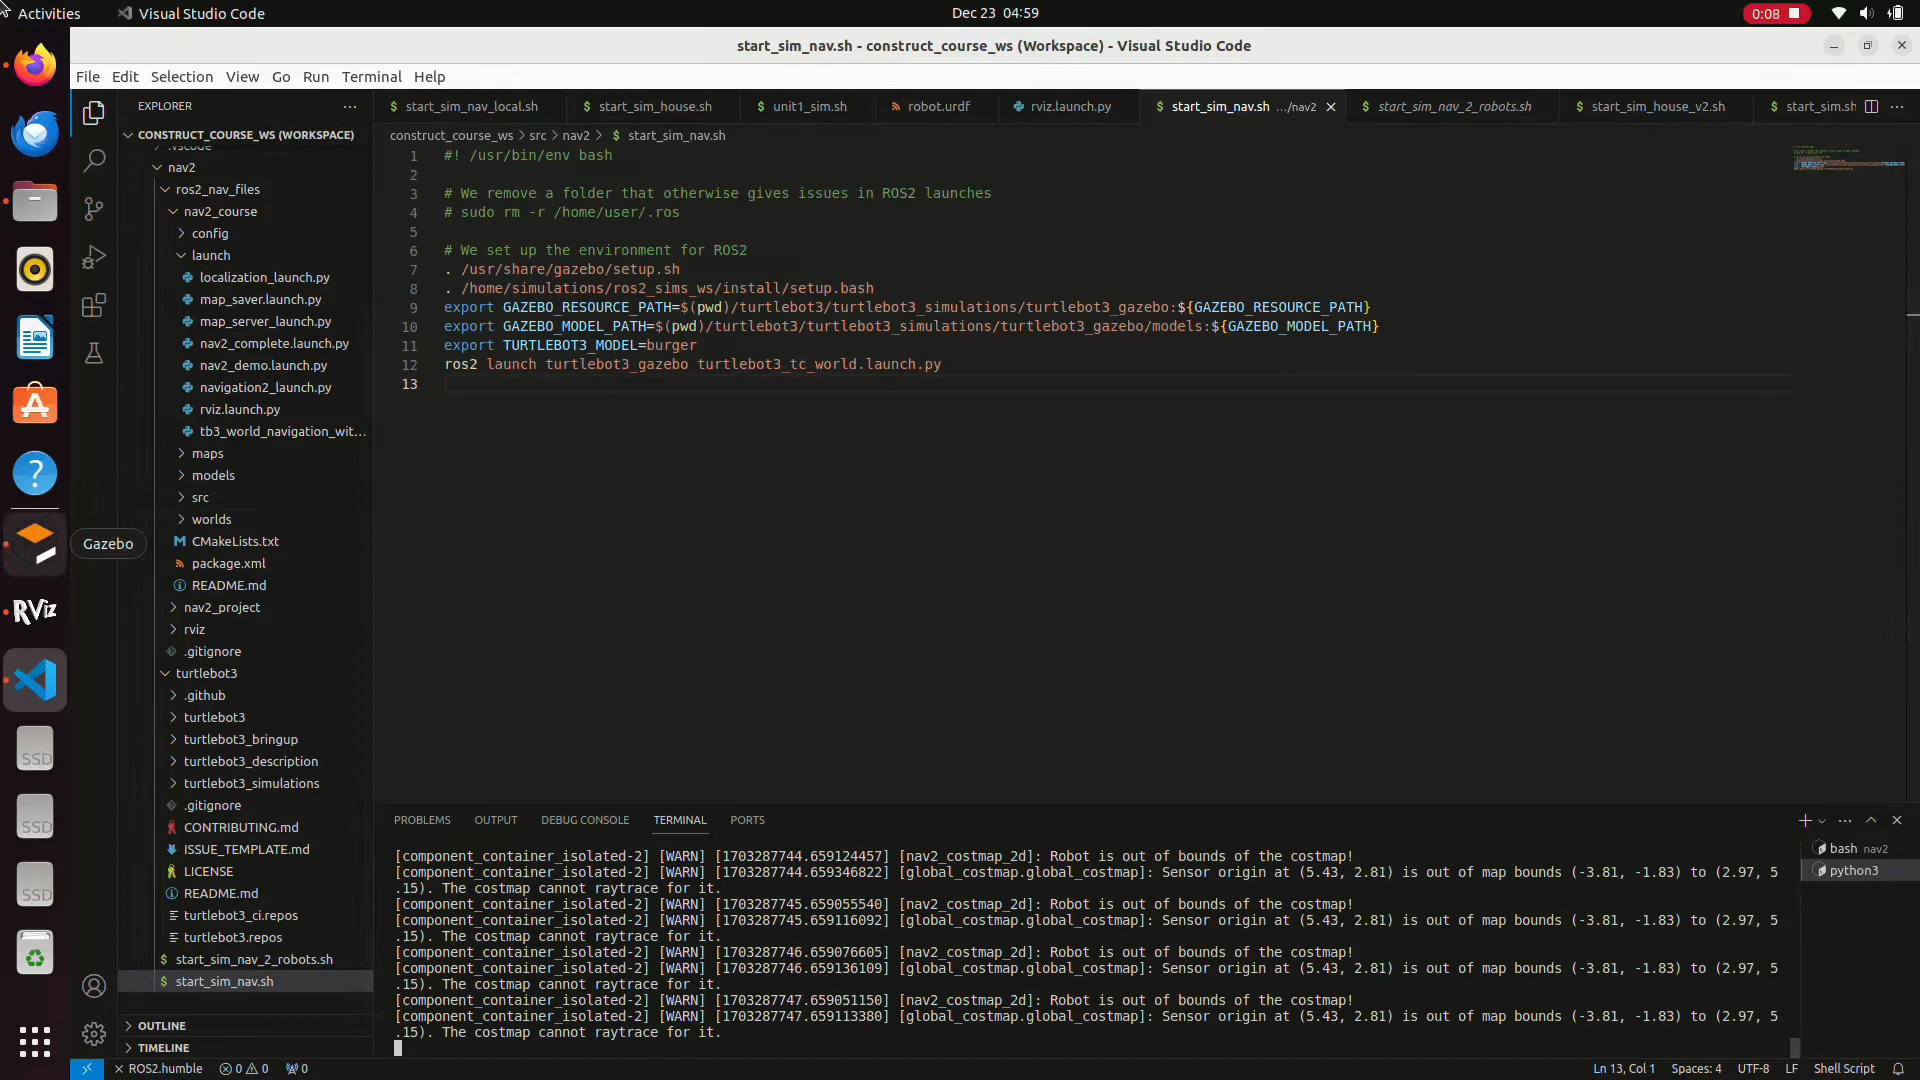 Activities
Visual Studio Code
Dec 23 04:59
0:08
start_sim_nav.sh - construct_course_ws (Workspace) - Visual Studio Code
File Edit Selection View Go Run Terminal Help
EXPLORER
start_sim_nav_local.sh
start_sim_house.sh
unit1_sim.sh
robot.urdf
rviz.launch.py
start_sim_nav.sh .../nav2
start_sim_nav_2_robots.sh
start_sim_house_v2.sh
start_sim.sh
CONSTRUCT_COURSE_WS (WORKSPACE)
construct_course_ws > src > nav2 > $ start_sim_nav.sh
.vscode
nav2
ros2_nav_files
nav2_course
config
launch
localization_launch.py
map_saver.launch.py
map_server_launch.py
nav2_complete.launch.py
nav2_demo.launch.py
navigation2_launch.py
rviz.launch.py
tb3_world_navigation_wit...
maps
models
src
worlds
CMakeLists.txt
package.xml
README.md
nav2_project
rviz
.gitignore
turtlebot3
.github
turtlebot3
turtlebot3_bringup
turtlebot3_description
turtlebot3_simulations
.gitignore
CONTRIBUTING.md
ISSUE_TEMPLATE.md
LICENSE
README.md
turtlebot3_ci.repos
turtlebot3.repos
start_sim_nav_2_robots.sh
start_sim_nav.sh
OUTLINE
TIMELINE
Gazebo
RViz
SSD
SSD
SSD
1 #! /usr/bin/env bash
2
3 # We remove a folder that otherwise gives issues in ROS2 launches
4 # sudo rm -r /home/user/.ros
5
6 # We set up the environment for ROS2
7 . /usr/share/gazebo/setup.sh
8 . /home/simulations/ros2_sims_ws/install/setup.bash
9 export GAZEBO_RESOURCE_PATH=$(pwd)/turtlebot3/turtlebot3_simulations/turtlebot3_gazebo:${GAZEBO_RESOURCE_PATH}
10 export GAZEBO_MODEL_PATH=$(pwd)/turtlebot3/turtlebot3_simulations/turtlebot3_gazebo/models:${GAZEBO_MODEL_PATH}
11 export TURTLEBOT3_MODEL=burger
12 ros2 launch turtlebot3_gazebo turtlebot3_tc_world.launch.py
13
PROBLEMS OUTPUT DEBUG CONSOLE TERMINAL PORTS
[component_container_isolated-2] [WARN] [1703287744.659124457] [nav2_costmap_2d]: Robot is out of bounds of the costmap!
[component_container_isolated-2] [WARN] [1703287744.659346822] [global_costmap.global_costmap]: Sensor origin at (5.43, 2.81) is out of map bounds (-3.81, -1.83) to (2.97, 5
.15). The costmap cannot raytrace for it.
[component_container_isolated-2] [WARN] [1703287745.659055540] [nav2_costmap_2d]: Robot is out of bounds of the costmap!
[component_container_isolated-2] [WARN] [1703287745.659116092] [global_costmap.global_costmap]: Sensor origin at (5.43, 2.81) is out of map bounds (-3.81, -1.83) to (2.97, 5
.15). The costmap cannot raytrace for it.
[component_container_isolated-2] [WARN] [1703287746.659076605] [nav2_costmap_2d]: Robot is out of bounds of the costmap!
[component_container_isolated-2] [WARN] [1703287746.659136109] [global_costmap.global_costmap]: Sensor origin at (5.43, 2.81) is out of map bounds (-3.81, -1.83) to (2.97, 5
.15). The costmap cannot raytrace for it.
[component_container_isolated-2] [WARN] [1703287747.659051150] [nav2_costmap_2d]: Robot is out of bounds of the costmap!
[component_container_isolated-2] [WARN] [1703287747.659113380] [global_costmap.global_costmap]: Sensor origin at (5.43, 2.81) is out of map bounds (-3.81, -1.83) to (2.97, 5
.15). The costmap cannot raytrace for it.
bash nav2
python3
ROS2.humble 0 0 0
Ln 13, Col 1 Spaces: 4 UTF-8 LF Shell Script